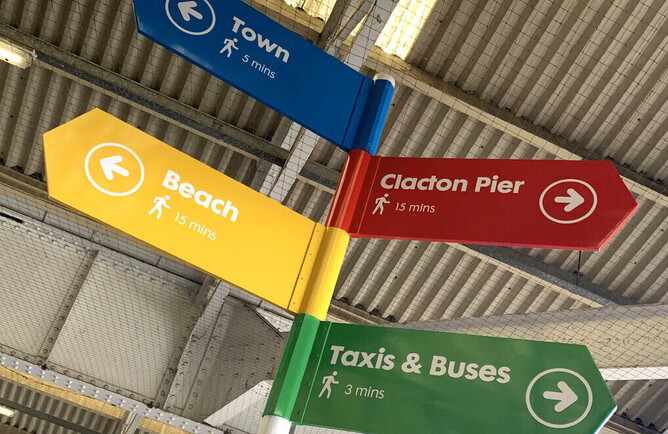 Town
5 mins
Clacton Pier
15 mins
Beach
15 mins
Taxis & Buses
3 mins